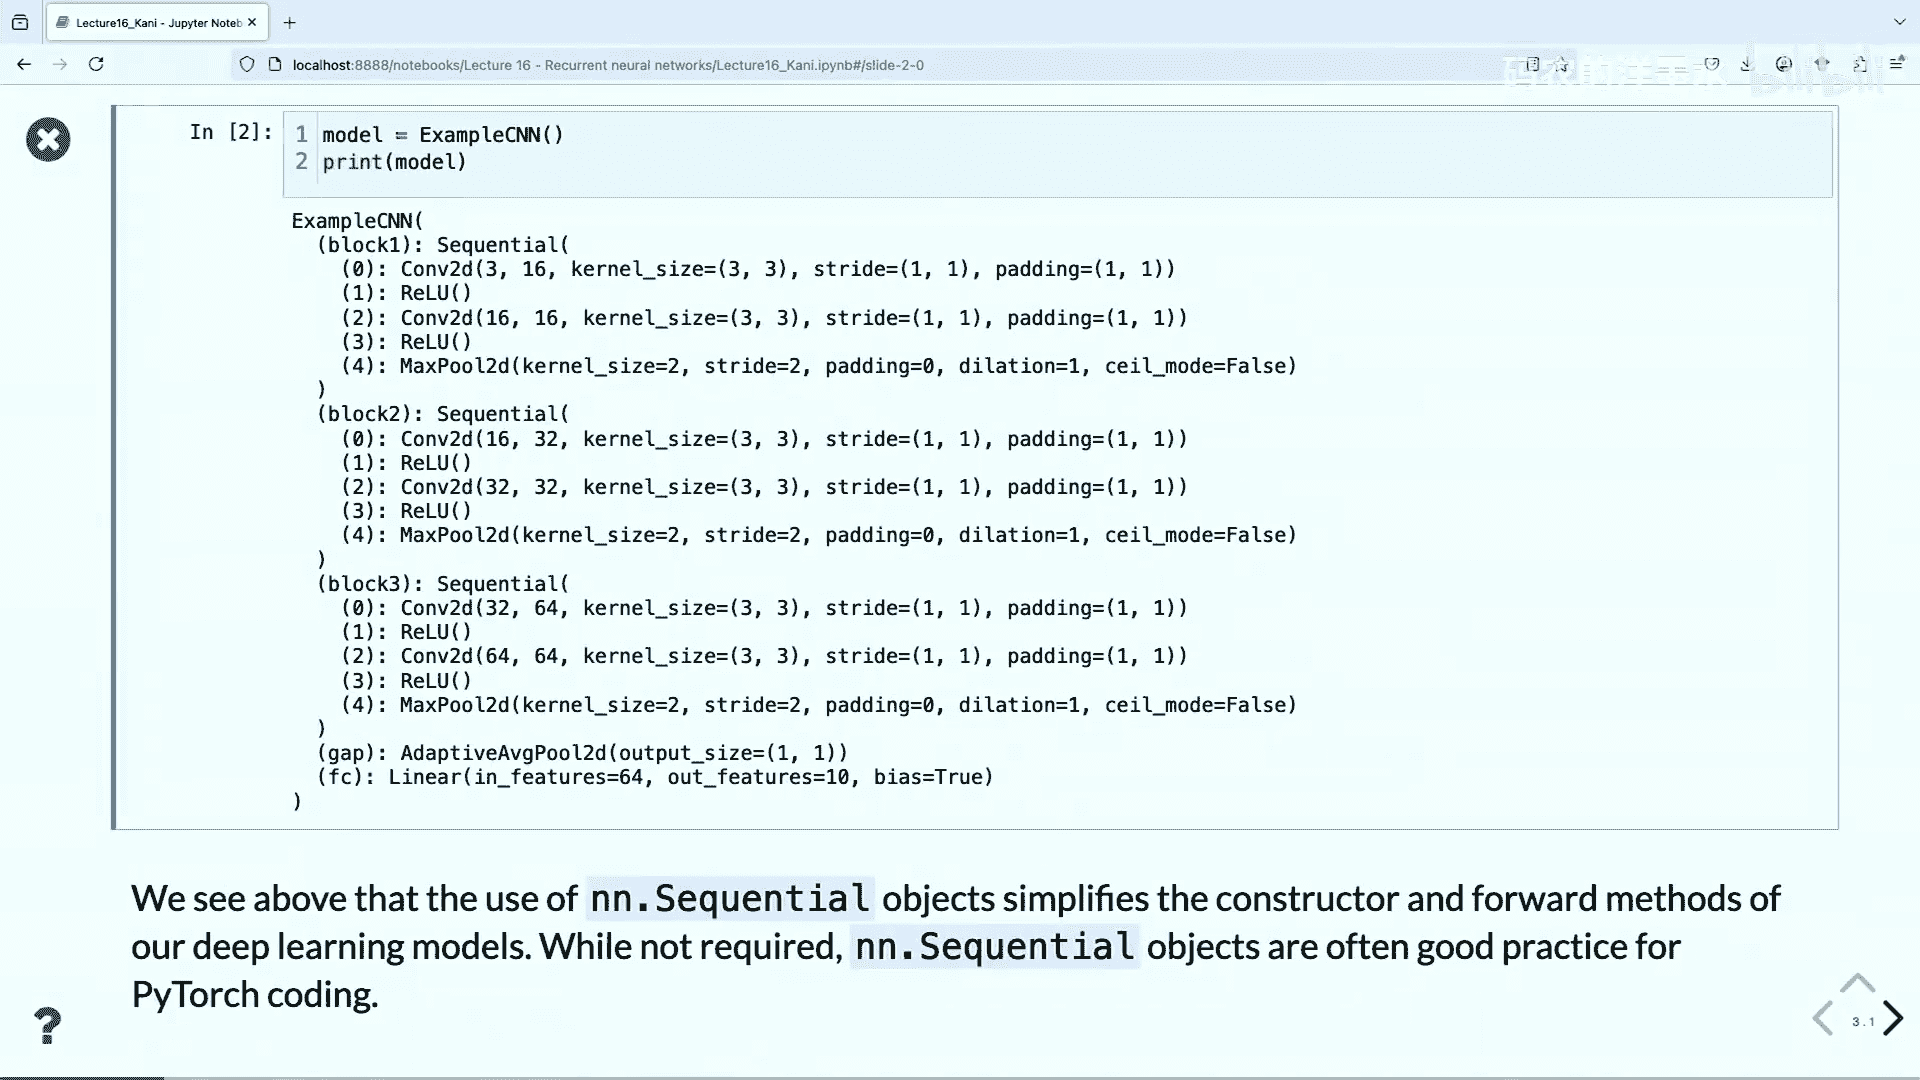 Lecture16_Kani - Jupyter Noteb
localhost:8888/notebooks/Lecture 16 - Recurrent neural networks/Lecture16_Kani.ipynb#/slide-2-0
In [2]:
1 model = ExampleCNN()
2 print(model)
ExampleCNN(
(block1): Sequential(
(0): Conv2d(3, 16, kernel_size=(3, 3), stride=(1, 1), padding=(1, 1))
(1): ReLU()
(2): Conv2d(16, 16, kernel_size=(3, 3), stride=(1, 1), padding=(1, 1))
(3): ReLU()
(4): MaxPool2d(kernel_size=2, stride=2, padding=0, dilation=1, ceil_mode=False)
)
(block2): Sequential(
(0): Conv2d(16, 32, kernel_size=(3, 3), stride=(1, 1), padding=(1, 1))
(1): ReLU()
(2): Conv2d(32, 32, kernel_size=(3, 3), stride=(1, 1), padding=(1, 1))
(3): ReLU()
(4): MaxPool2d(kernel_size=2, stride=2, padding=0, dilation=1, ceil_mode=False)
)
(block3): Sequential(
(0): Conv2d(32, 64, kernel_size=(3, 3), stride=(1, 1), padding=(1, 1))
(1): ReLU()
(2): Conv2d(64, 64, kernel_size=(3, 3), stride=(1, 1), padding=(1, 1))
(3): ReLU()
(4): MaxPool2d(kernel_size=2, stride=2, padding=0, dilation=1, ceil_mode=False)
)
(gap): AdaptiveAvgPool2d(output_size=(1, 1))
(fc): Linear(in_features=64, out_features=10, bias=True)
)
We see above that the use of nn.Sequential objects simplifies the constructor and forward methods of
our deep learning models. While not required, nn.Sequential objects are often good practice for
PyTorch coding.
?
3.1